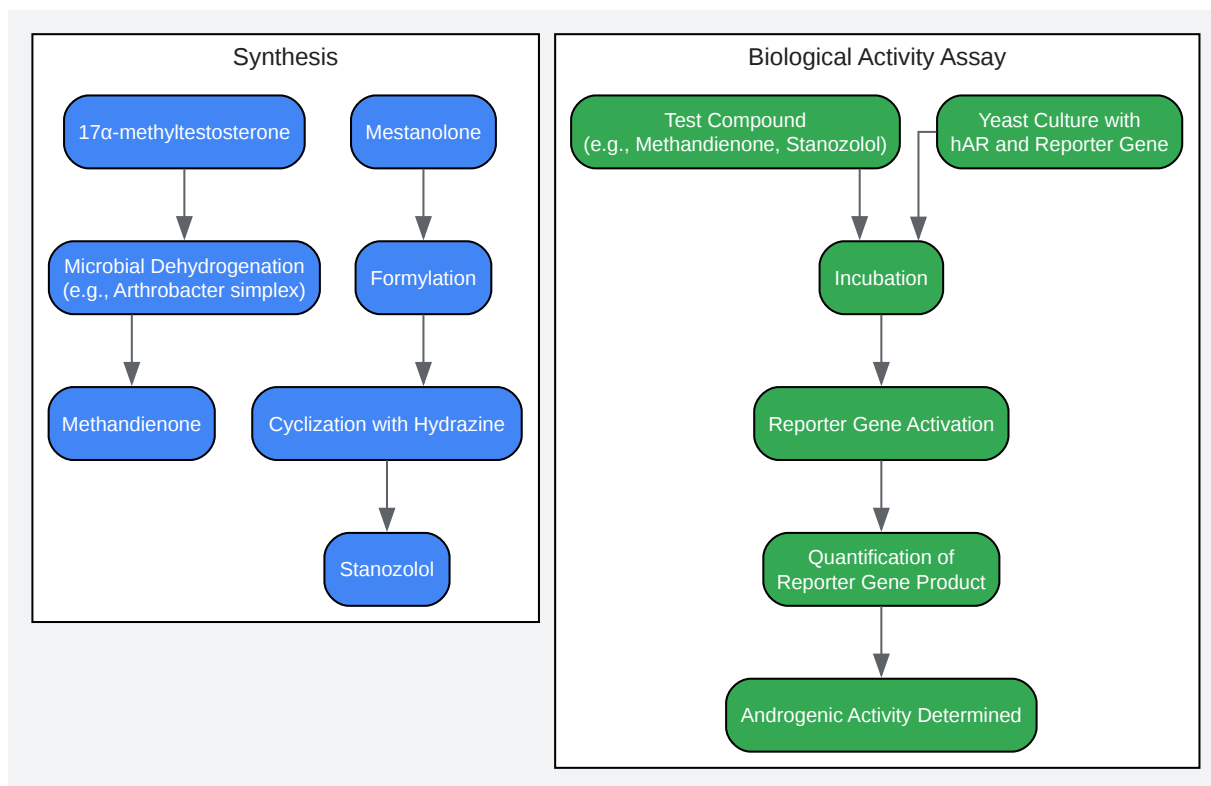 Synthesis
17α-methyltestosterone
Mestanolone
Microbial Dehydrogenation
(e.g., Arthrobacter simplex)
Formylation
Methandienone
Cyclization with Hydrazine
Stanozolol
Biological Activity Assay
Test Compound
(e.g., Methandienone, Stanozolol)
Yeast Culture with
hAR and Reporter Gene
Incubation
Reporter Gene Activation
Quantification of
Reporter Gene Product
Androgenic Activity Determined